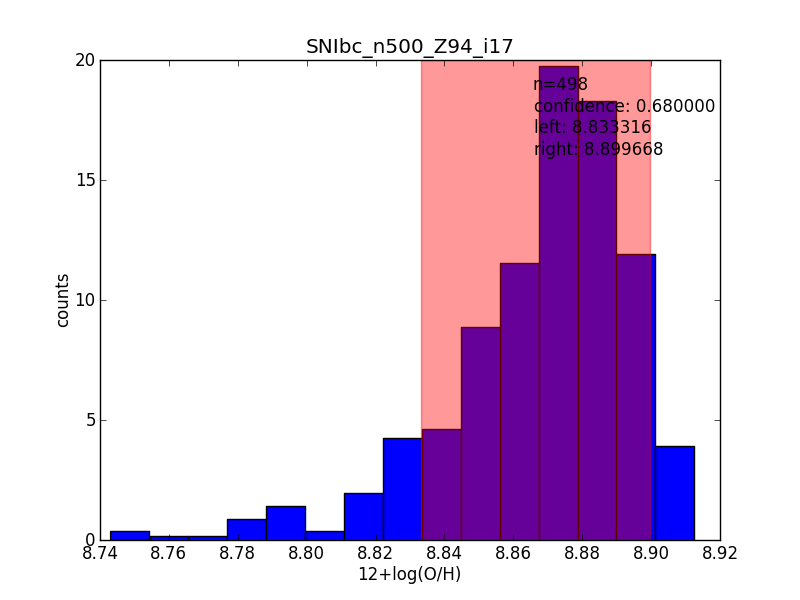 SNIbc_n500_Z94_i17
n=498
confidence: 0.680000
left: 8.833316
right: 8.899668
counts
20
15
10
5
0
8.74 8.76 8.78 8.80 8.82 8.84 8.86 8.88 8.90 8.92
12+log(O/H)